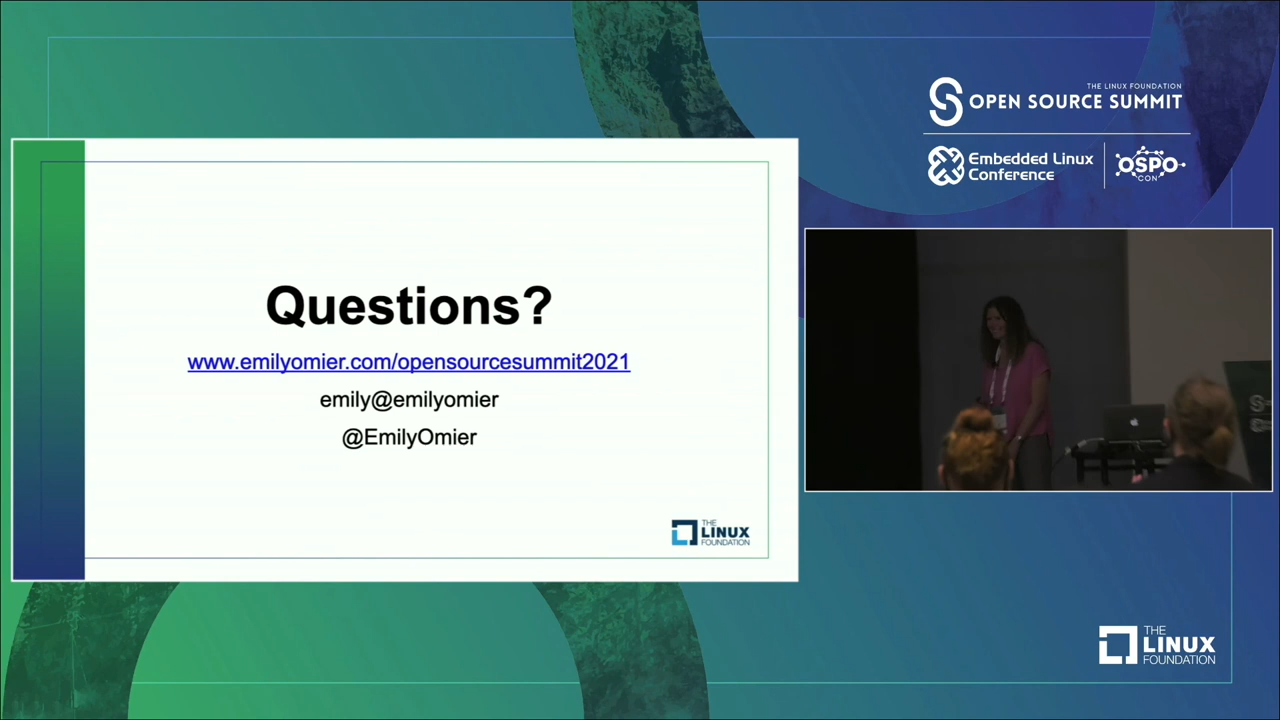 THE LINUX FOUNDATION
OPEN SOURCE SUMMIT
Embedded Linux
Conference
OSPO
CON
Questions?
www.emilyomier.com/opensourcesummit2021
emily@emilyomier
@EmilyOmier
THE
LINUX
FOUNDATION
THE
LINUX
FOUNDATION